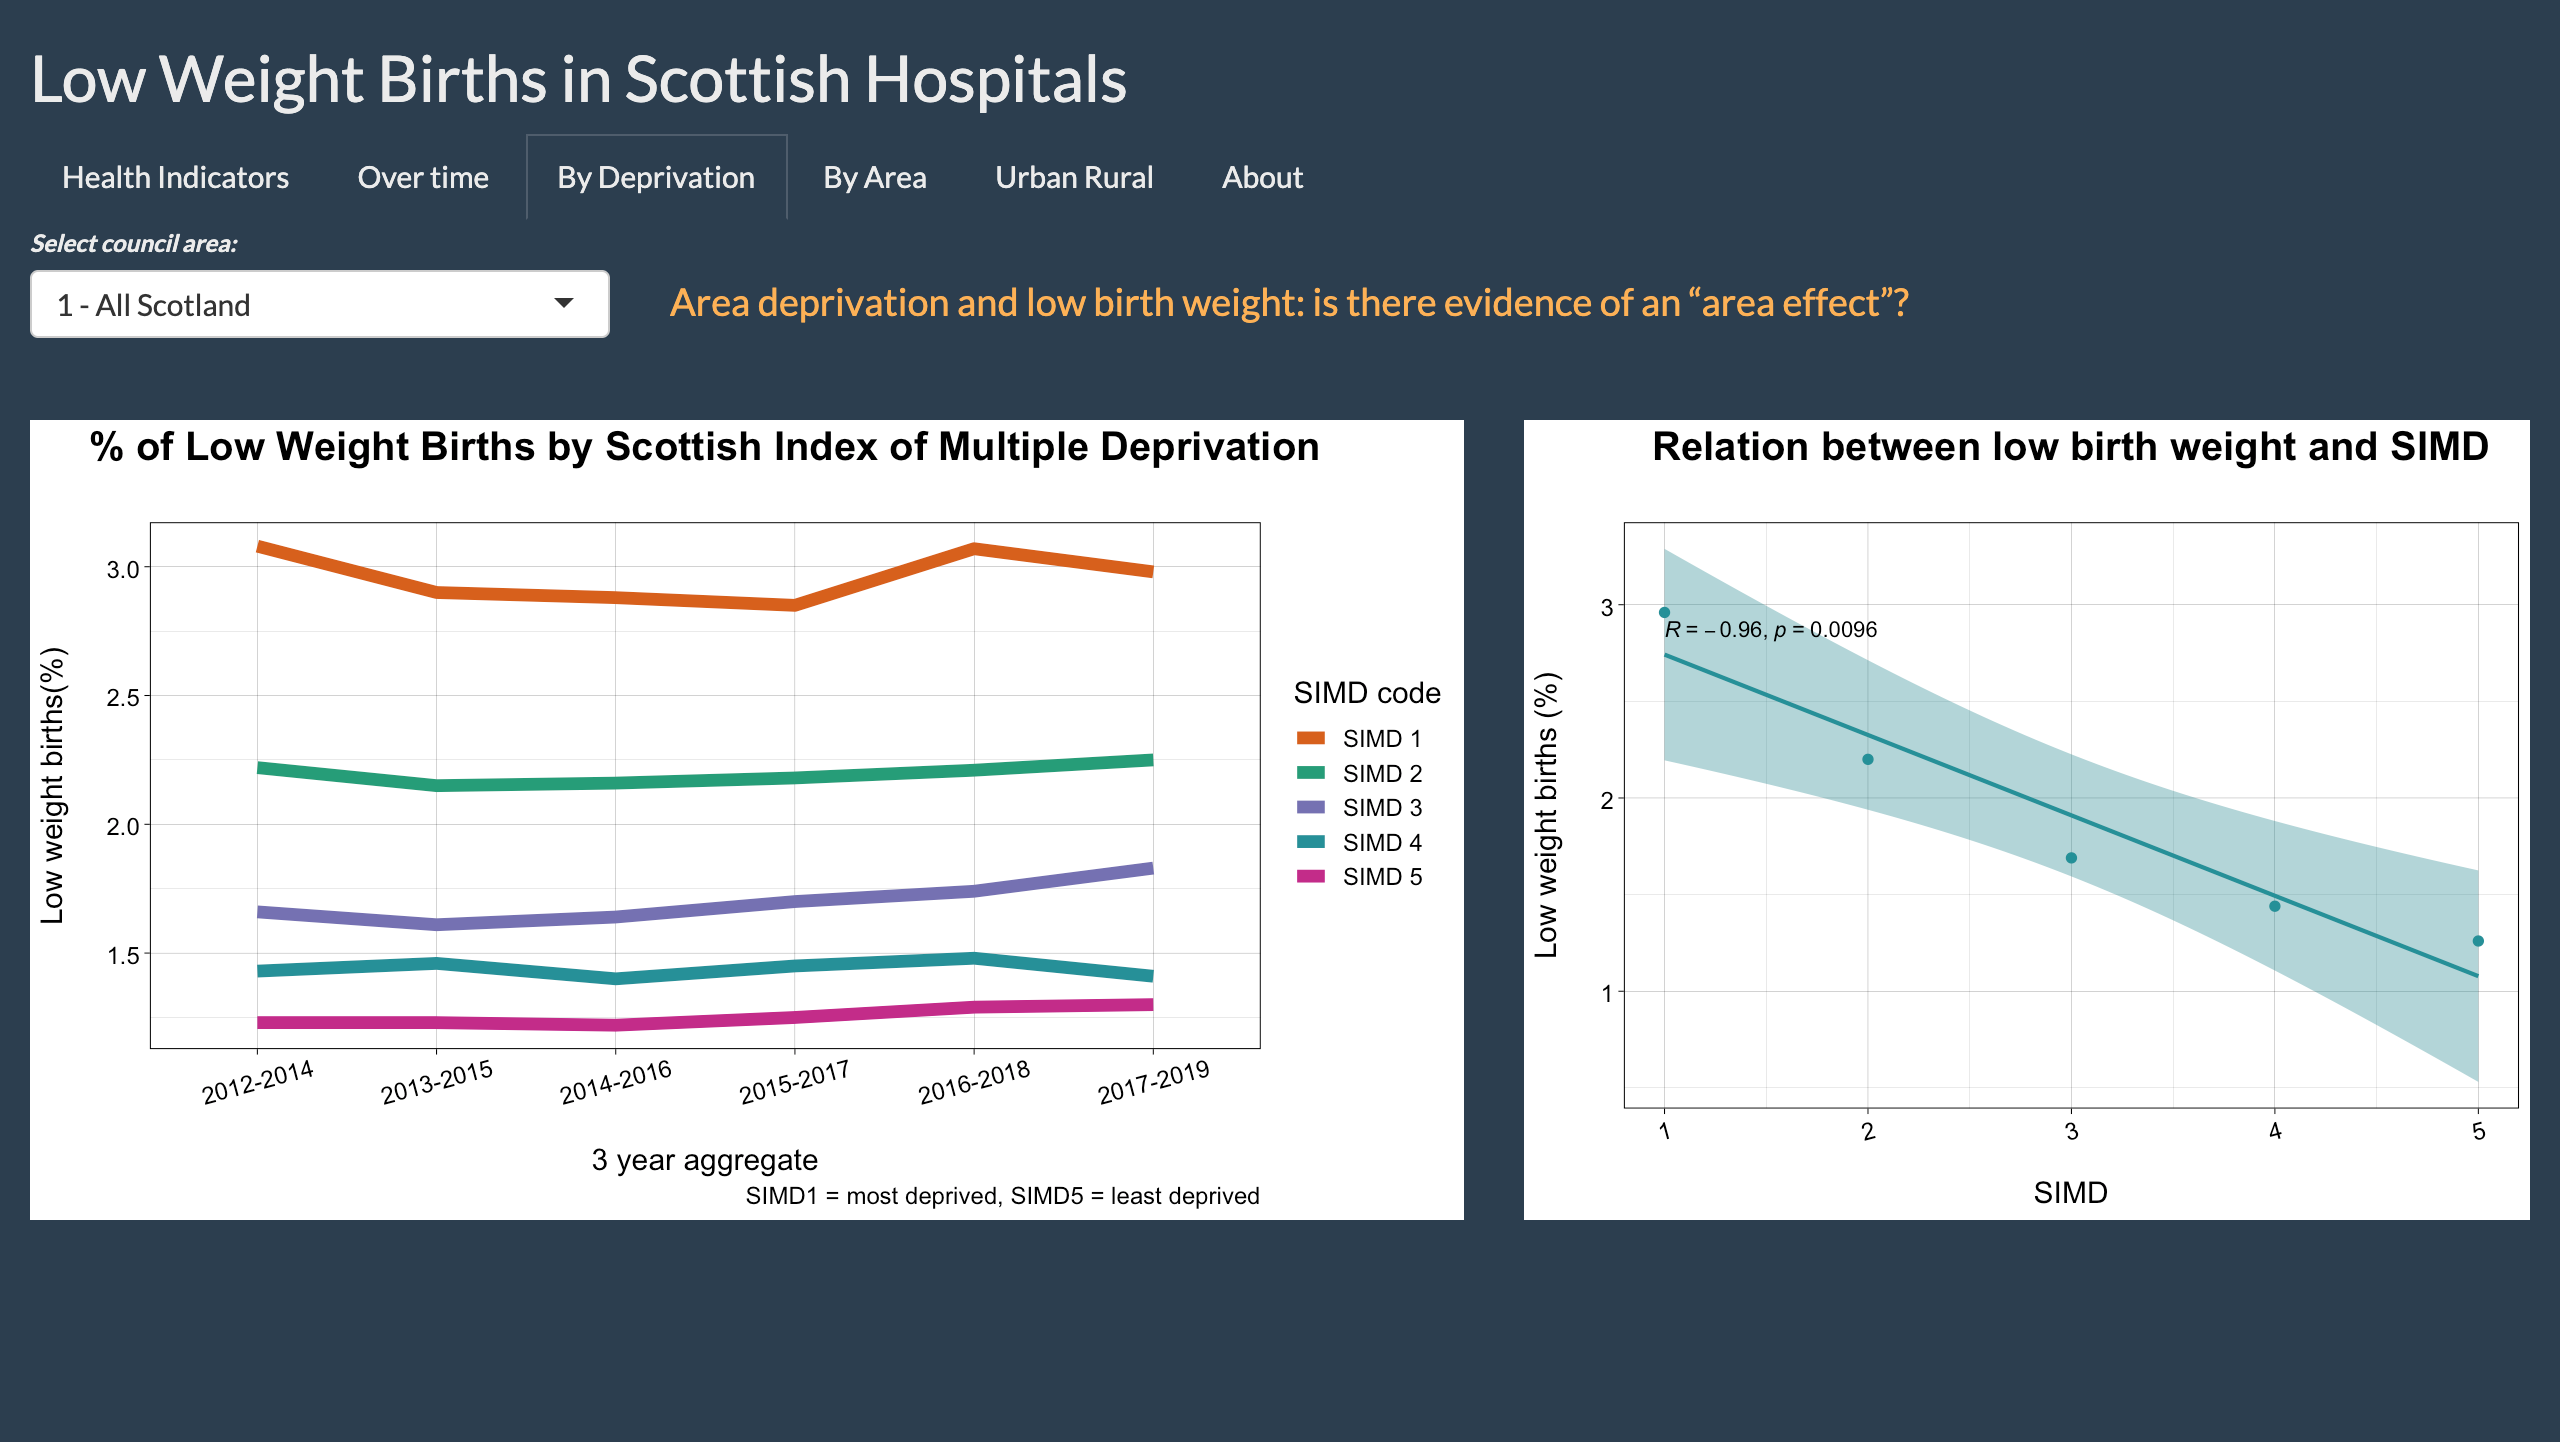 Low Weight Births in Scottish Hospitals
Health Indicators Over time By Deprivation By Area Urban Rural About
Select council area:
1 - All Scotland
Area deprivation and low birth weight: is there evidence of an “area effect”?
% of Low Weight Births by Scottish Index of Multiple Deprivation
Low weight births(%)
3.0
2.5
2.0
1.5
2012-2014 2013-2015 2014-2016 2015-2017 2016-2018 2017-2019
3 year aggregate
SIMD1 = most deprived, SIMD5 = least deprived
SIMD code
SIMD 1
SIMD 2
SIMD 3
SIMD 4
SIMD 5
Relation between low birth weight and SIMD
Low weight births (%)
3
2
1
R = −0.96, p = 0.0096
1 2 3 4 5
SIMD